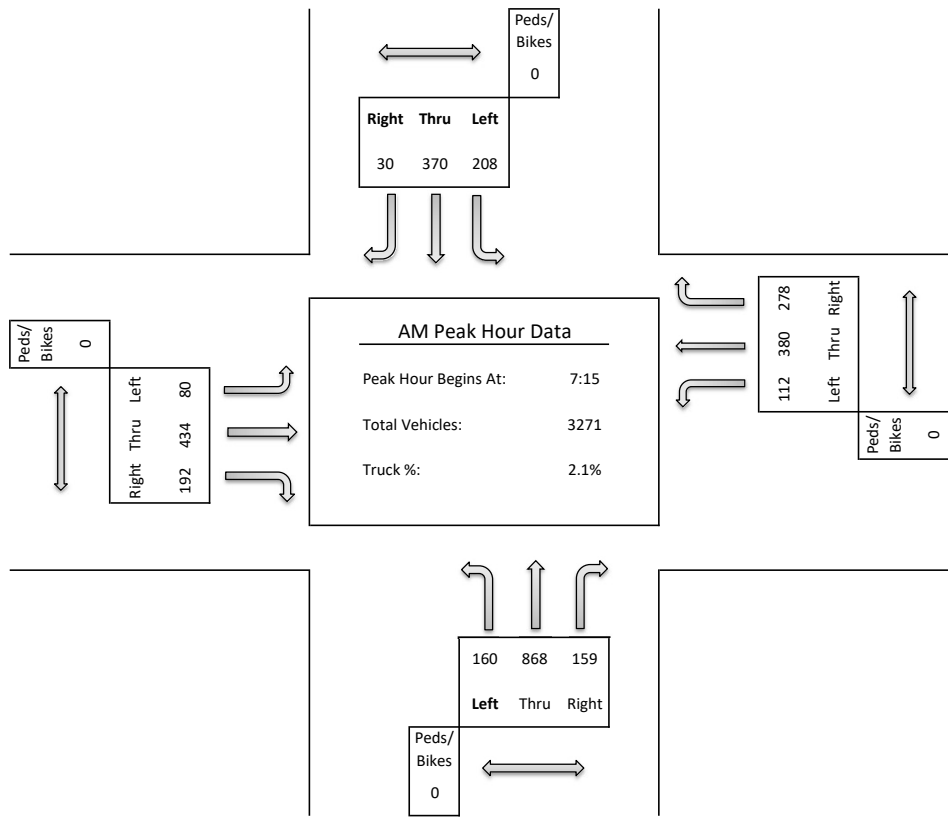 Peds/
Bikes
0
Right Thru Left
30 370 208
Peds/
Bikes
0
Left 80
Thru 434
Right 192
AM Peak Hour Data
Peak Hour Begins At: 7:15
Total Vehicles: 3271
Truck %: 2.1%
278 Right
380 Thru
112 Left
Peds/
Bikes
0
160 868 159
Left Thru Right
Peds/
Bikes
0